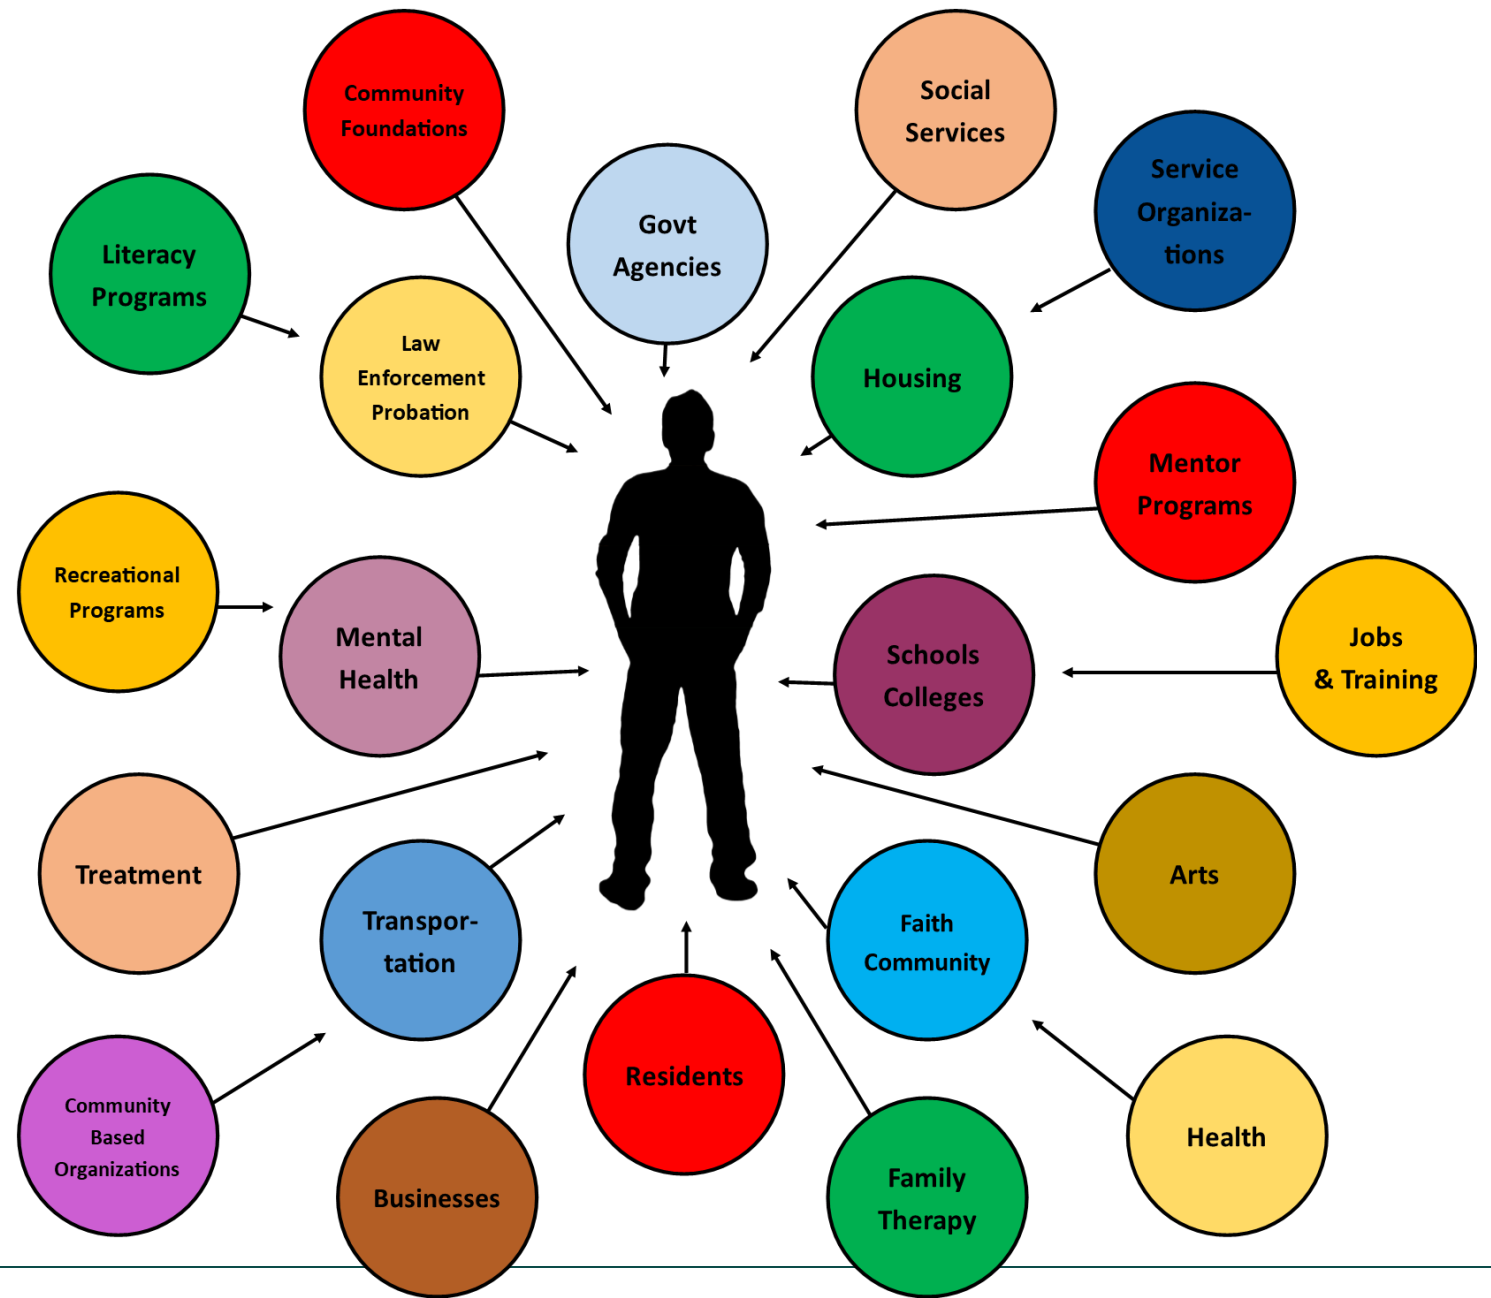 Community
Foundations
Social
Services
Service
Organiza-
tions
Govt
Agencies
Literacy
Programs
Law
Enforcement
Probation
Housing
Mentor
Programs
Recreational
Programs
Mental
Health
Schools
Colleges
Jobs
& Training
Treatment
Transpor-
tation
Faith
Community
Arts
Community
Based
Organizations
Businesses
Residents
Family
Therapy
Health